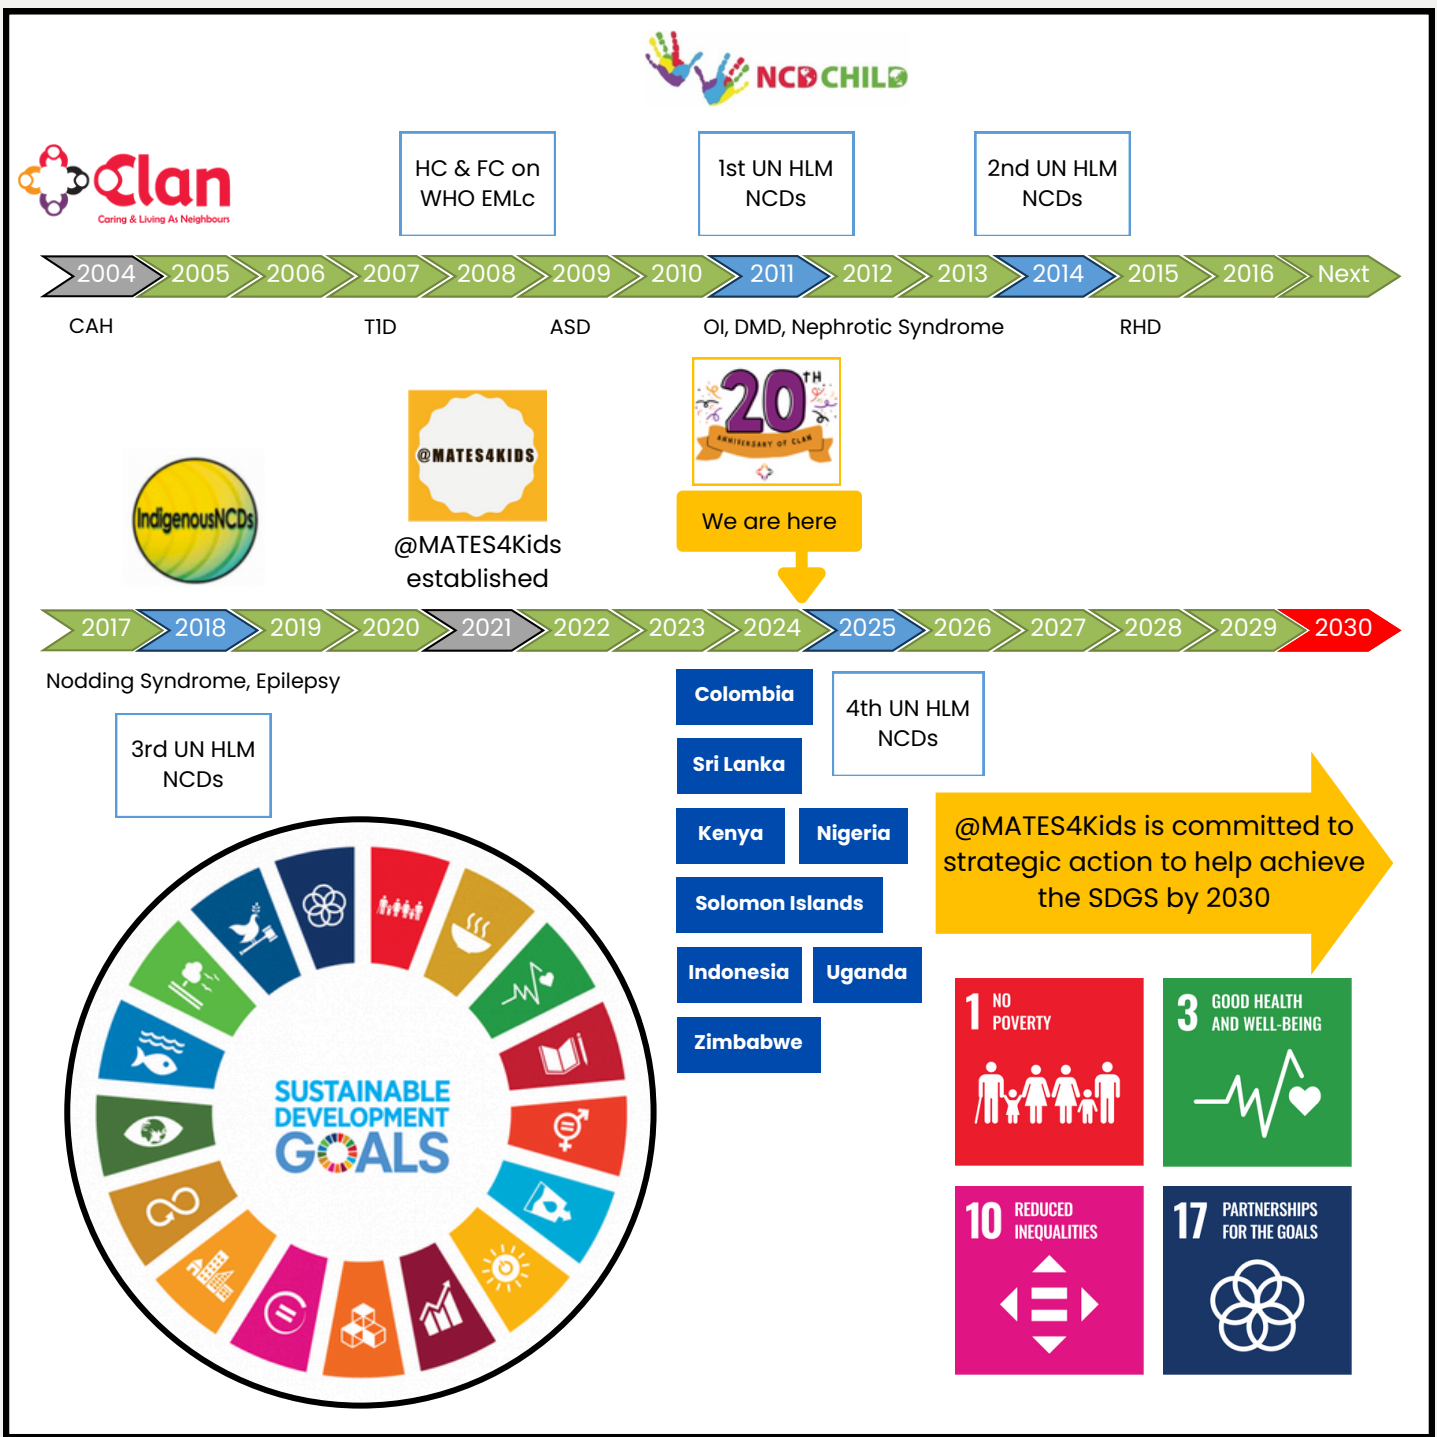 NCD CHILD
Clan
Caring & Living As Neighbours
HC & FC on
WHO EMLc
1st UN HLM
NCDs
2nd UN HLM
NCDs
2004 2005 2006 2007 2008 2009 2010 2011 2012 2013 2014 2015 2016 Next
CAH T1D ASD OI, DMD, Nephrotic Syndrome RHD
IndigenousNCDs
@MATES4KIDS
@MATES4Kids
established
20TH
ANNIVERSARY OF CLAN
We are here
2017 2018 2019 2020 2021 2022 2023 2024 2025 2026 2027 2028 2029 2030
Nodding Syndrome, Epilepsy
3rd UN HLM
NCDs
Colombia
Sri Lanka
Kenya Nigeria
Solomon Islands
Indonesia Uganda
Zimbabwe
4th UN HLM
NCDs
@MATES4Kids is committed to
strategic action to help achieve
the SDGS by 2030
SUSTAINABLE
DEVELOPMENT
GOALS
1 NO
POVERTY
3 GOOD HEALTH
AND WELL-BEING
10 REDUCED
INEQUALITIES
17 PARTNERSHIPS
FOR THE GOALS